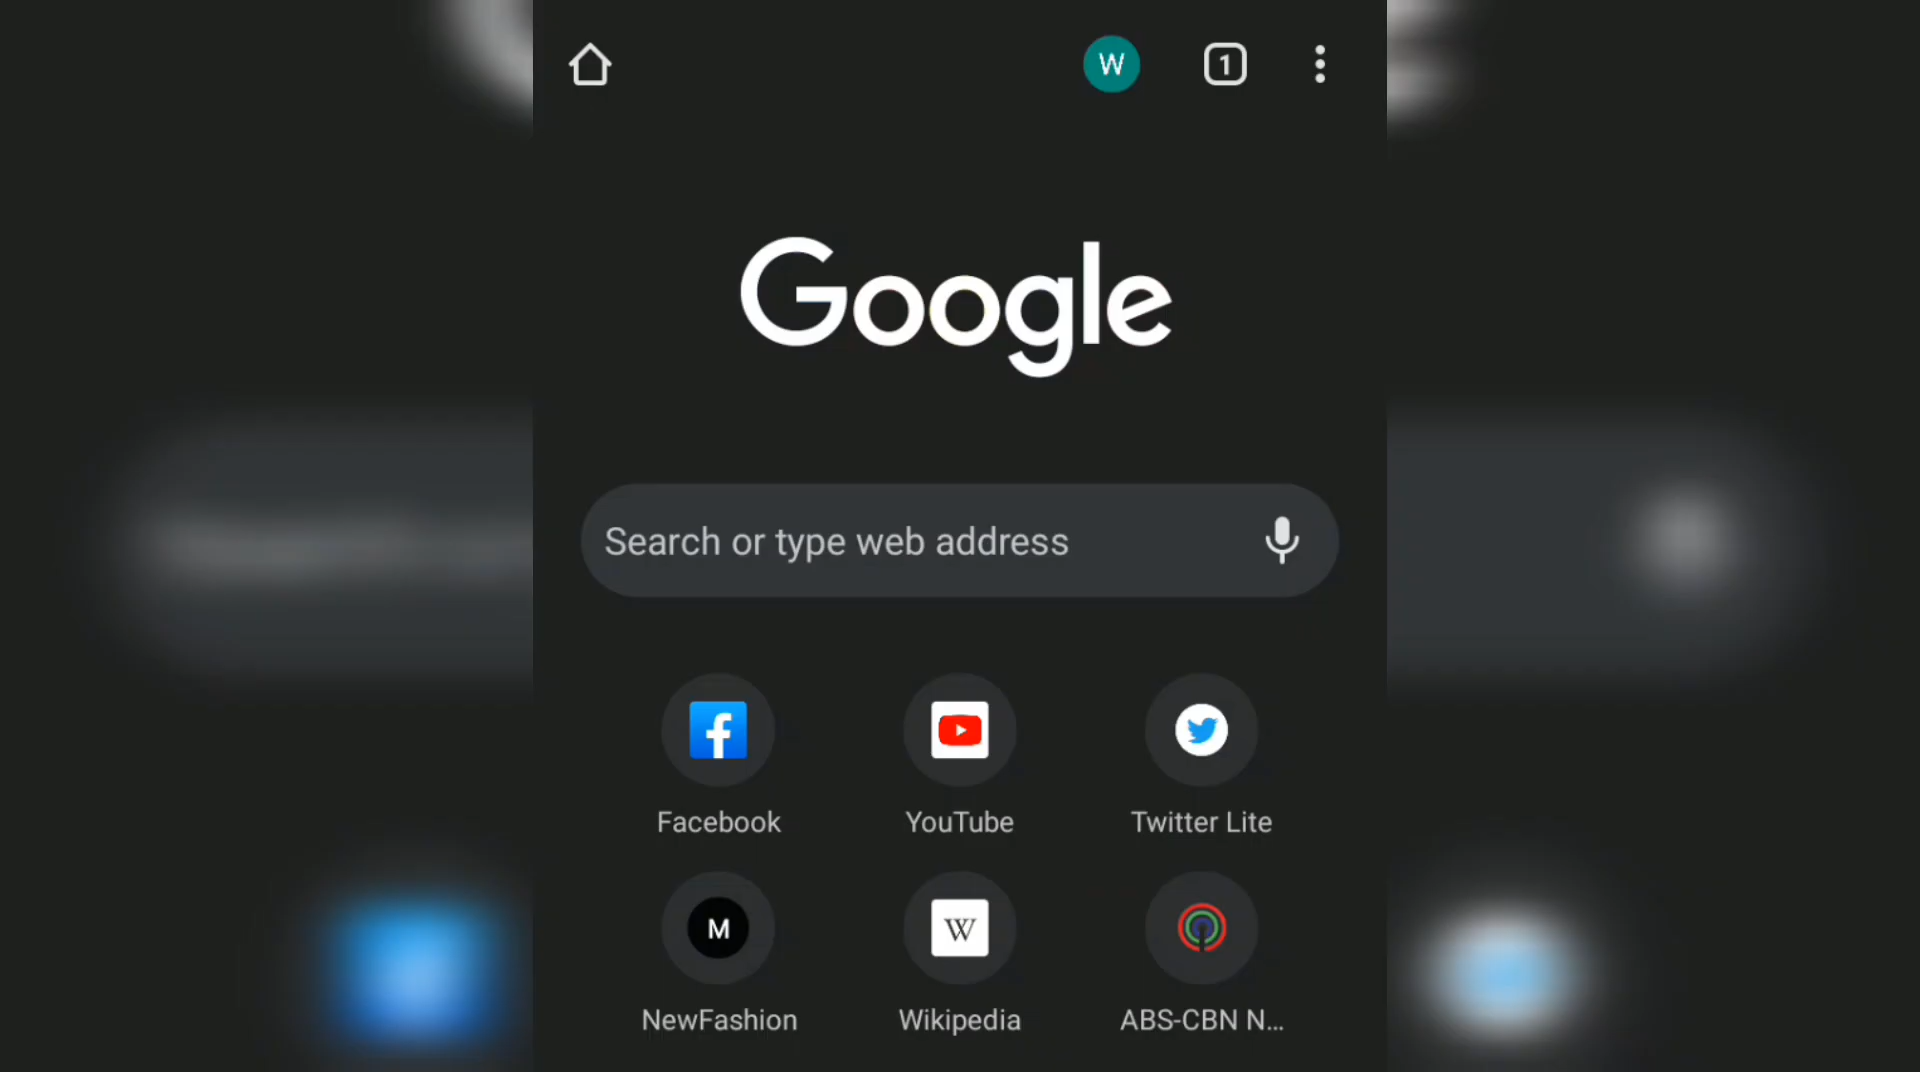 W
1
Google
Search or type web address
Facebook
YouTube
Twitter Lite
M
W
NewFashion
Wikipedia
ABS-CBN N...